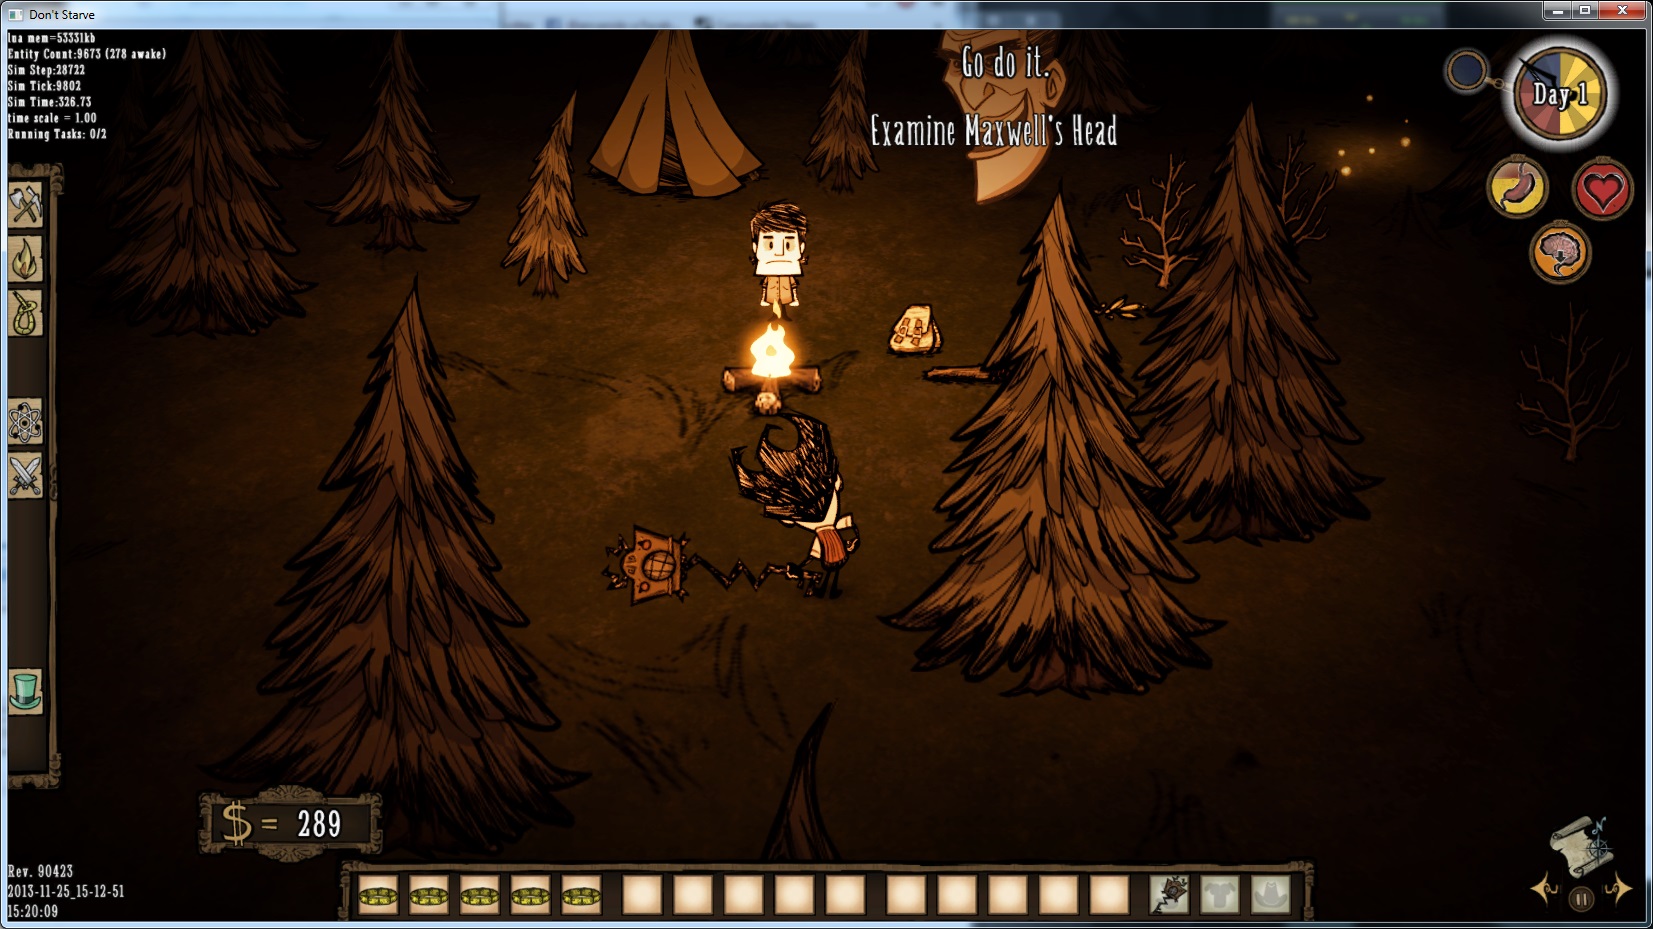 Don't Starve
lua mem=53331kb
Entity Count:9673 (278 awake)
Sim Step:28722
Sim Tick:9802
Sim Time:326.73
time scale = 1.00
Running Tasks: 0/2
Go do it.
Examine Maxwell's Head
Day 1
$ = 289
Rev. 90423
2013-11-25_15-12-51
15:20:09
N